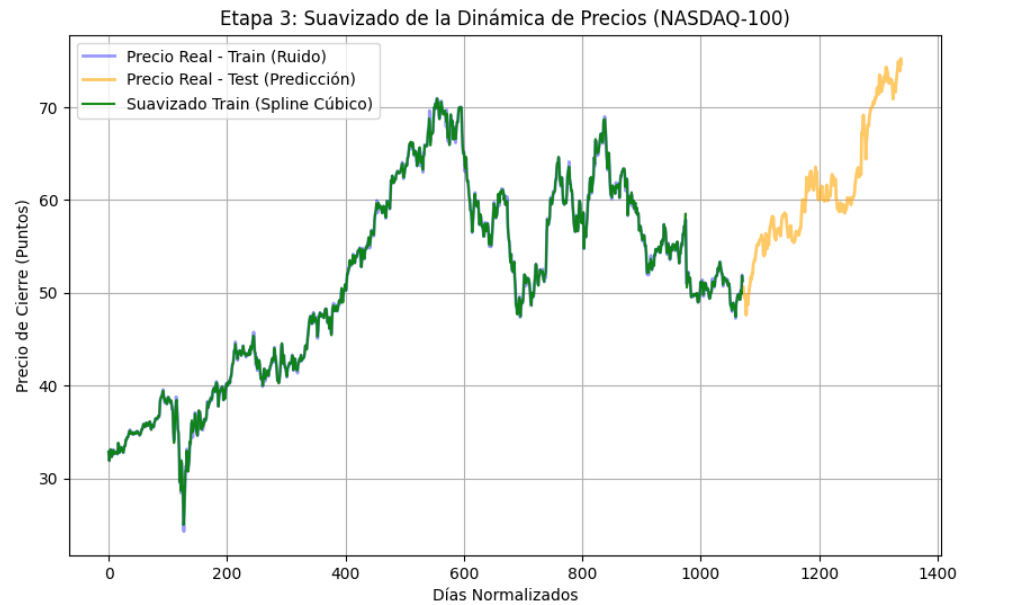 Etapa 3: Suavizado de la Dinámica de Precios (NASDAQ-100)
Precio Real - Train (Ruido)
Precio Real - Test (Predicción)
Suavizado Train (Spline Cúbico)
Precio de Cierre (Puntos)
70
60
50
40
30
0 200 400 600 800 1000 1200 1400
Días Normalizados